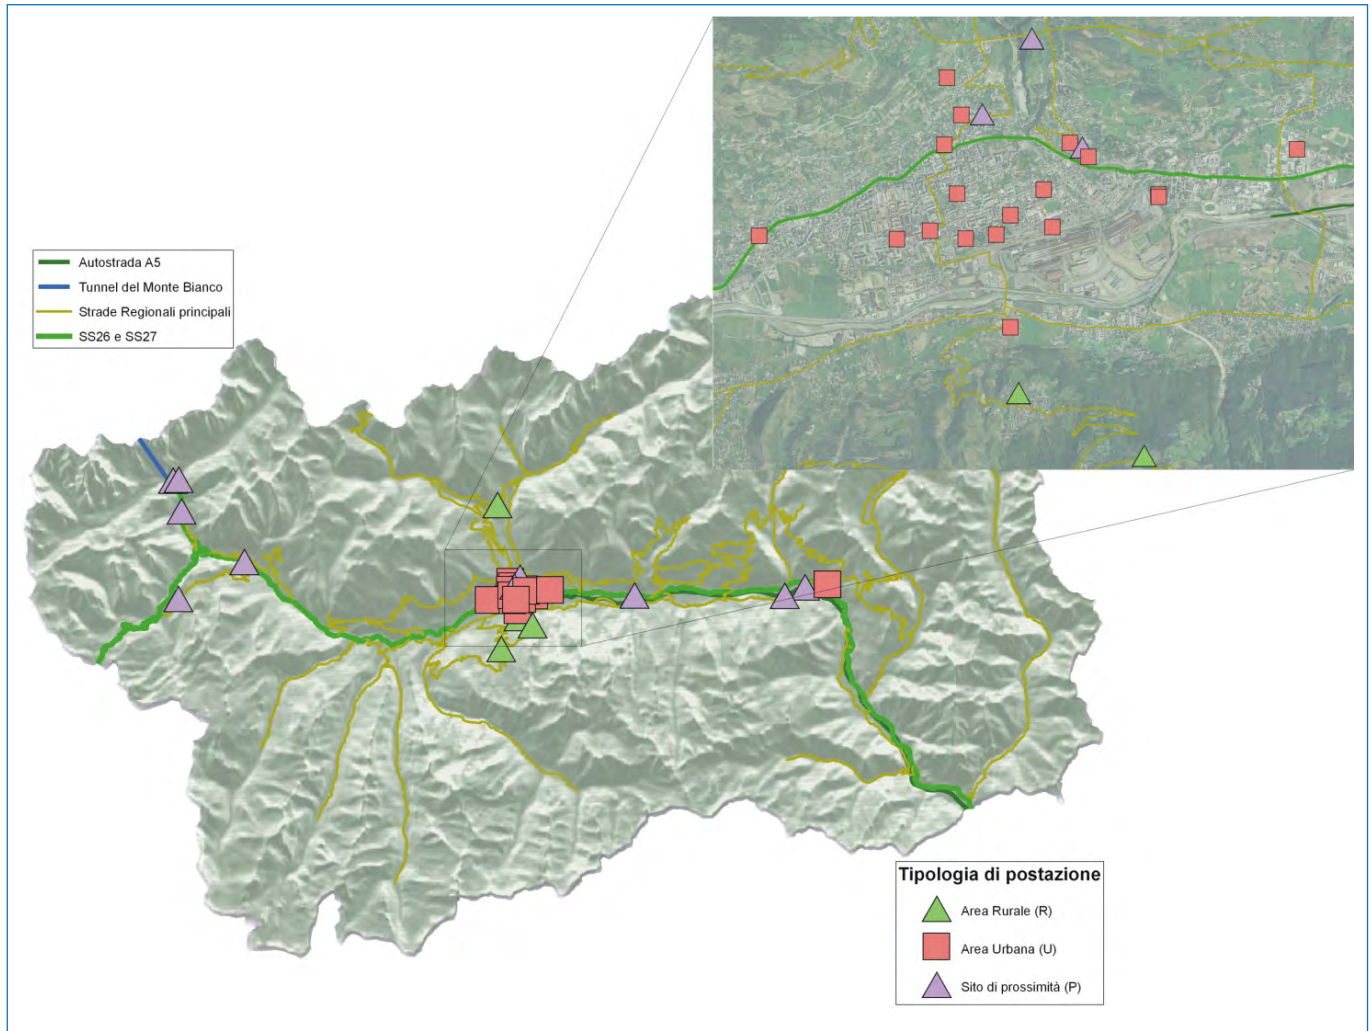 Autostrada A5
Tunnel del Monte Bianco
Strade Regionali principali
SS26 e SS27
Tipologia di postazione
Area Rurale (R)
Area Urbana (U)
Sito di prossimità (P)